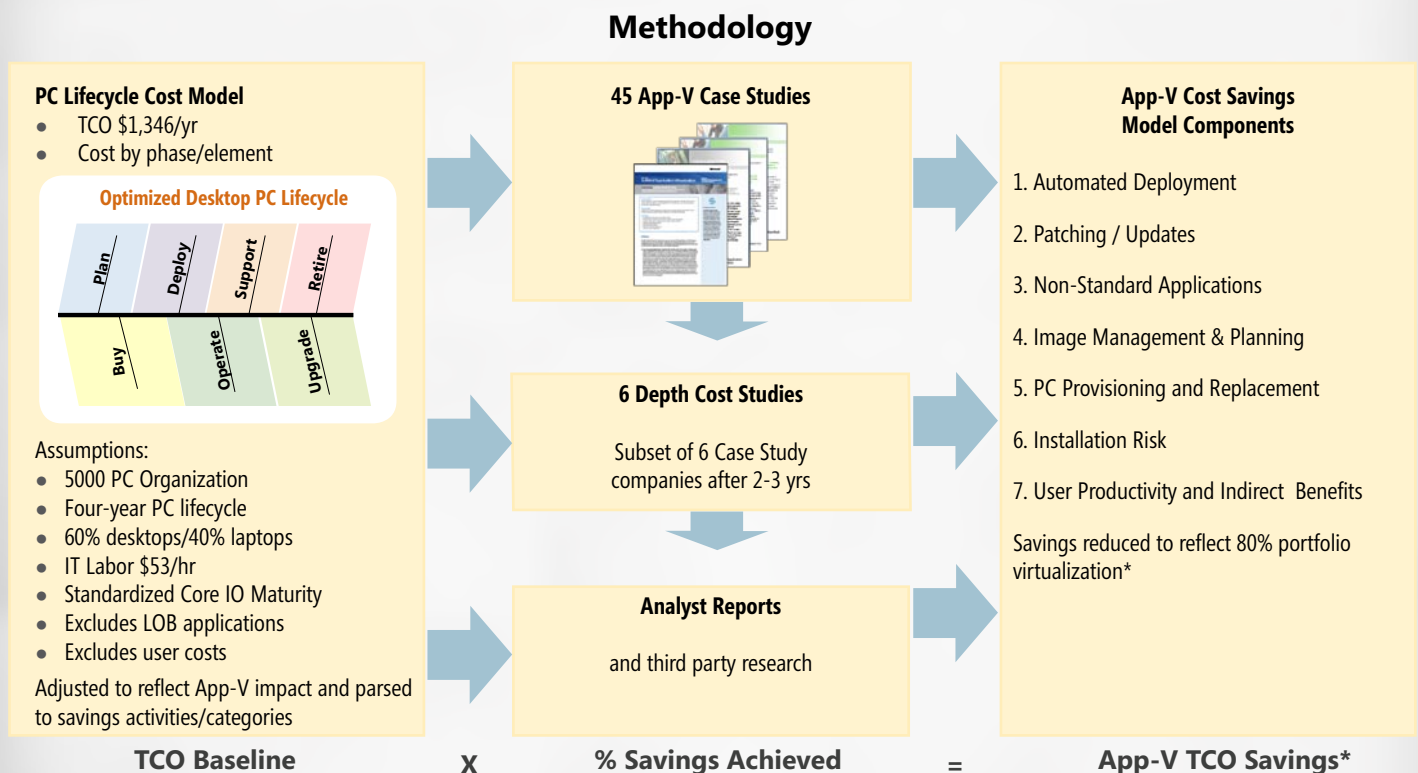 Methodology
PC Lifecycle Cost Model
● TCO $1,346/yr
● Cost by phase/element
Optimized Desktop PC Lifecycle
Plan
Deploy
Support
Retire
Buy
Operate
Upgrade
Assumptions:
● 5000 PC Organization
● Four-year PC lifecycle
● 60% desktops/40% laptops
● IT Labor $53/hr
● Standardized Core IO Maturity
● Excludes LOB applications
● Excludes user costs
Adjusted to reflect App-V impact and parsed
to savings activities/categories
45 App-V Case Studies
6 Depth Cost Studies
Subset of 6 Case Study
companies after 2-3 yrs
Analyst Reports
and third party research
App-V Cost Savings
Model Components
1. Automated Deployment
2. Patching / Updates
3. Non-Standard Applications
4. Image Management & Planning
5. PC Provisioning and Replacement
6. Installation Risk
7. User Productivity and Indirect Benefits
Savings reduced to reflect 80% portfolio
virtualization*
TCO Baseline X % Savings Achieved = App-V TCO Savings*